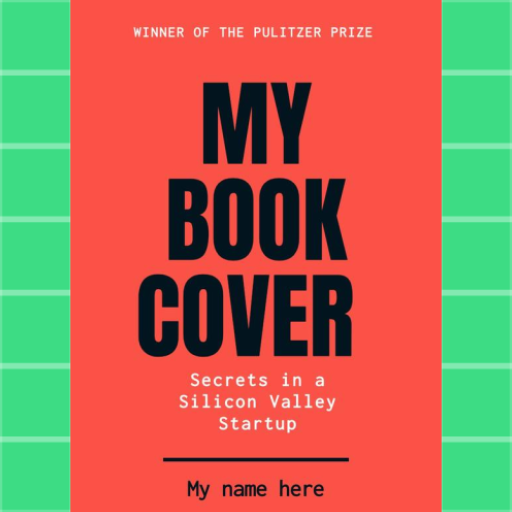 WINNER OF THE PULITZER PRIZE
MY
BOOK
COVER
Secrets in a
Silicon Valley
Startup
My name here